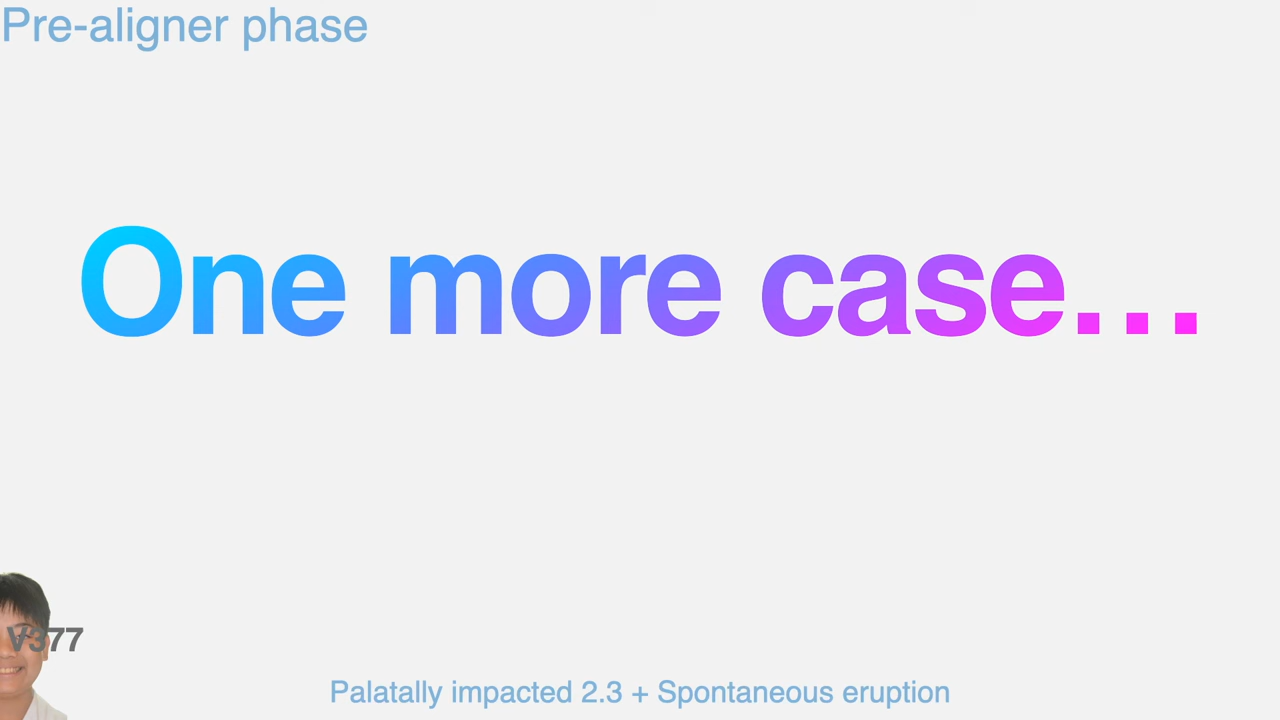 Pre-aligner phase
One more case…
V377
Palatally impacted 2.3 + Spontaneous eruption